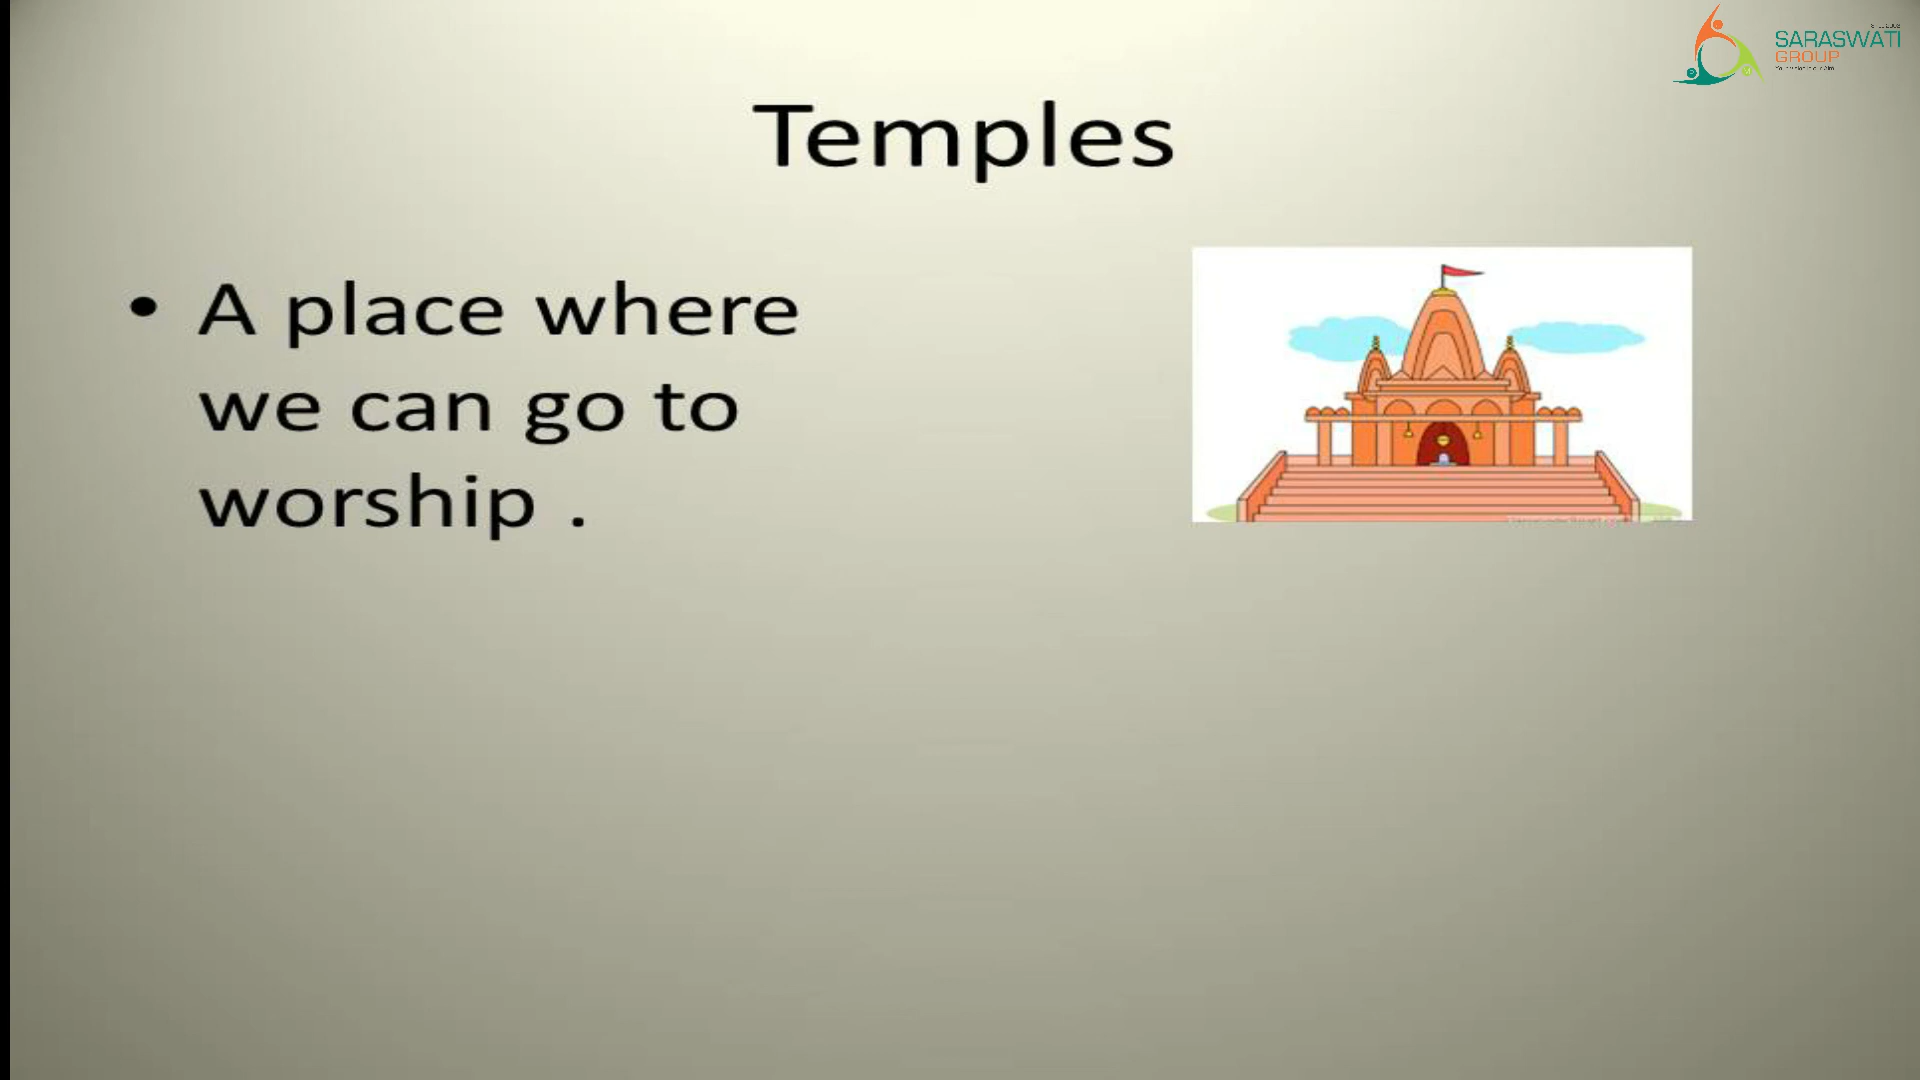 SARASWATI
GROUP
Temples
• A place where
we can go to
worship .